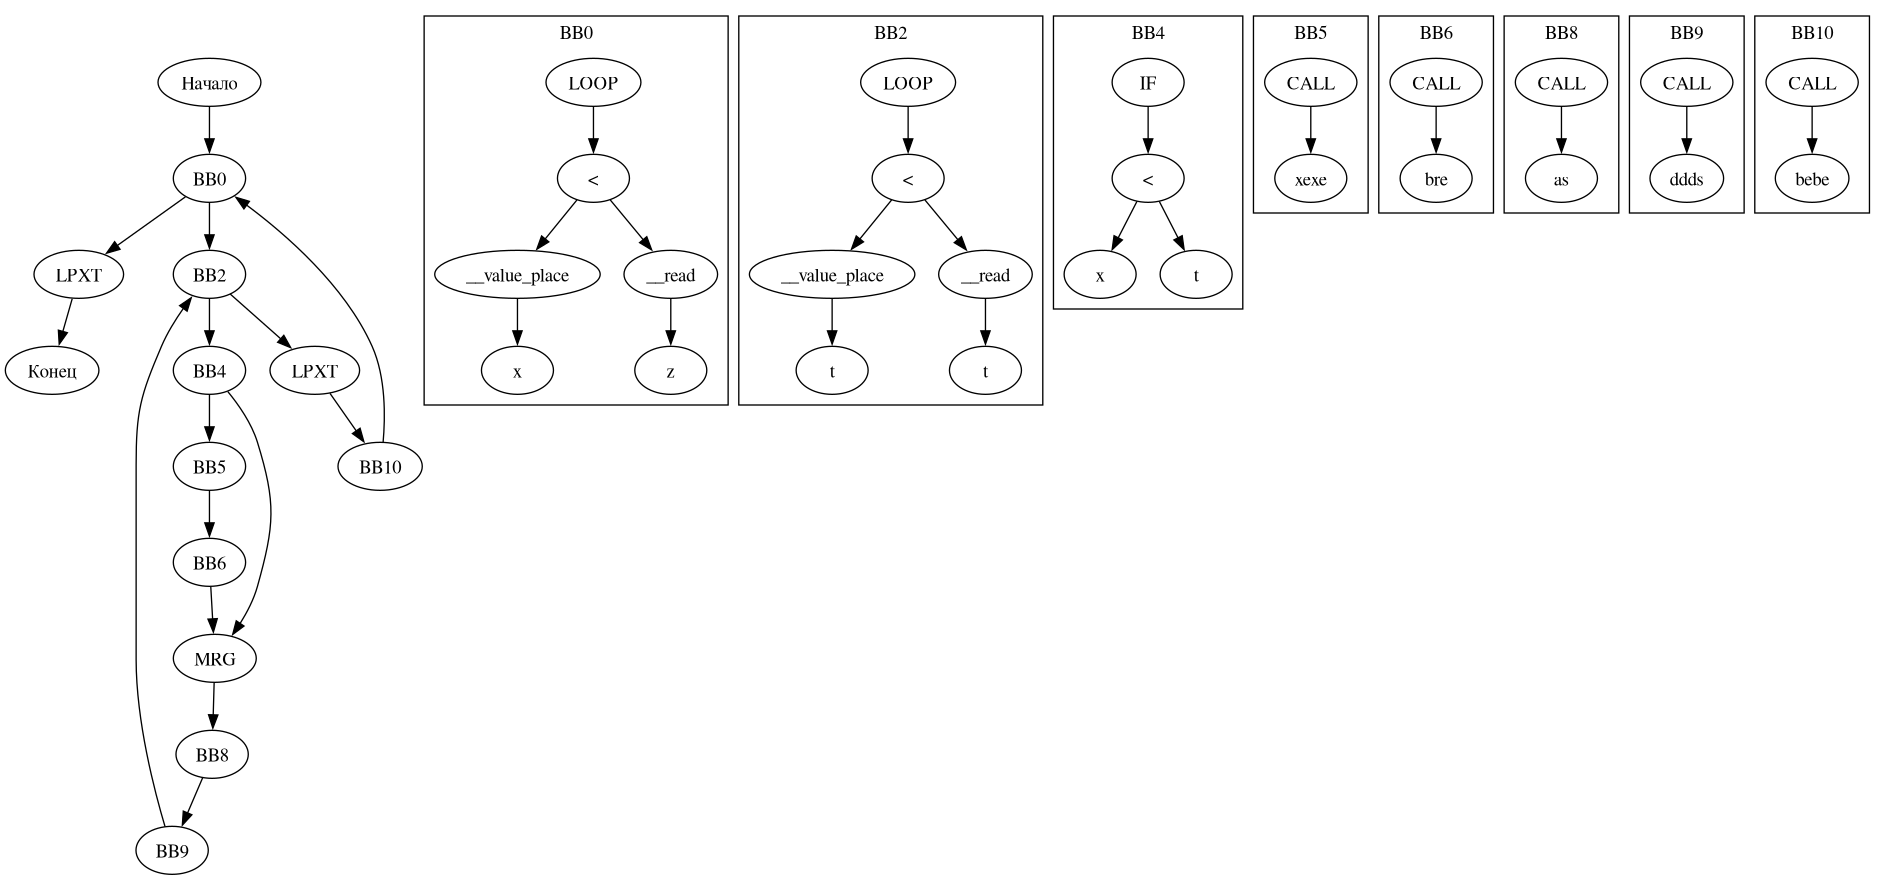 Начало
BB0
LPXT
BB2
Конец
BB4
LPXT
BB5
BB10
BB6
MRG
BB8
BB9
BB0
LOOP
<
__value_place
__read
x
z
BB2
LOOP
<
__value_place
__read
t
t
BB4
IF
<
x
t
BB5
CALL
xexe
BB6
CALL
bre
BB8
CALL
as
BB9
CALL
ddds
BB10
CALL
bebe